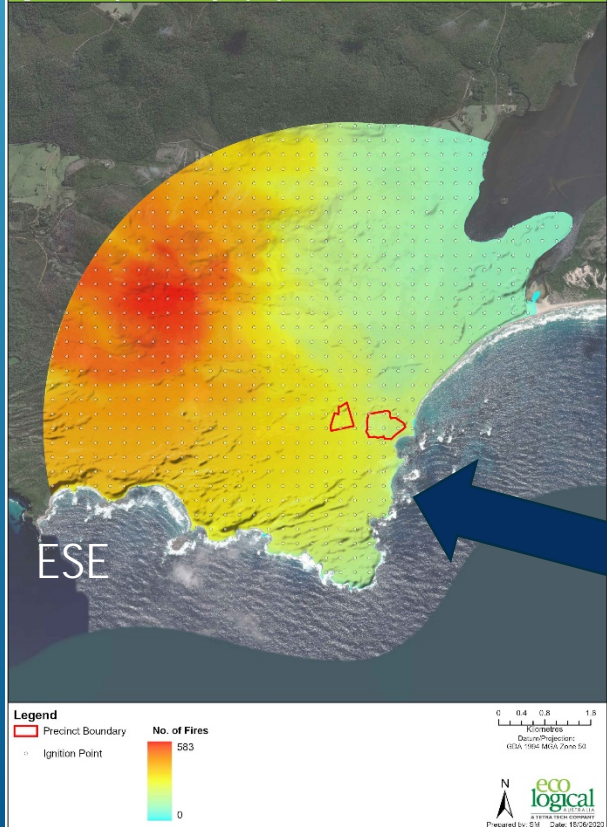 ESE
Legend
Precinct Boundary
Ignition Point
No. of Fires
583
0
0 0.4 0.8 1.6
Kilometres
Datum/Projection:
GDA 1994 MGA Zone 50
N
eco
logical
AUSTRALIA
A TETRA TECH COMPANY
Prepared by: SM Date: 18/06/2020